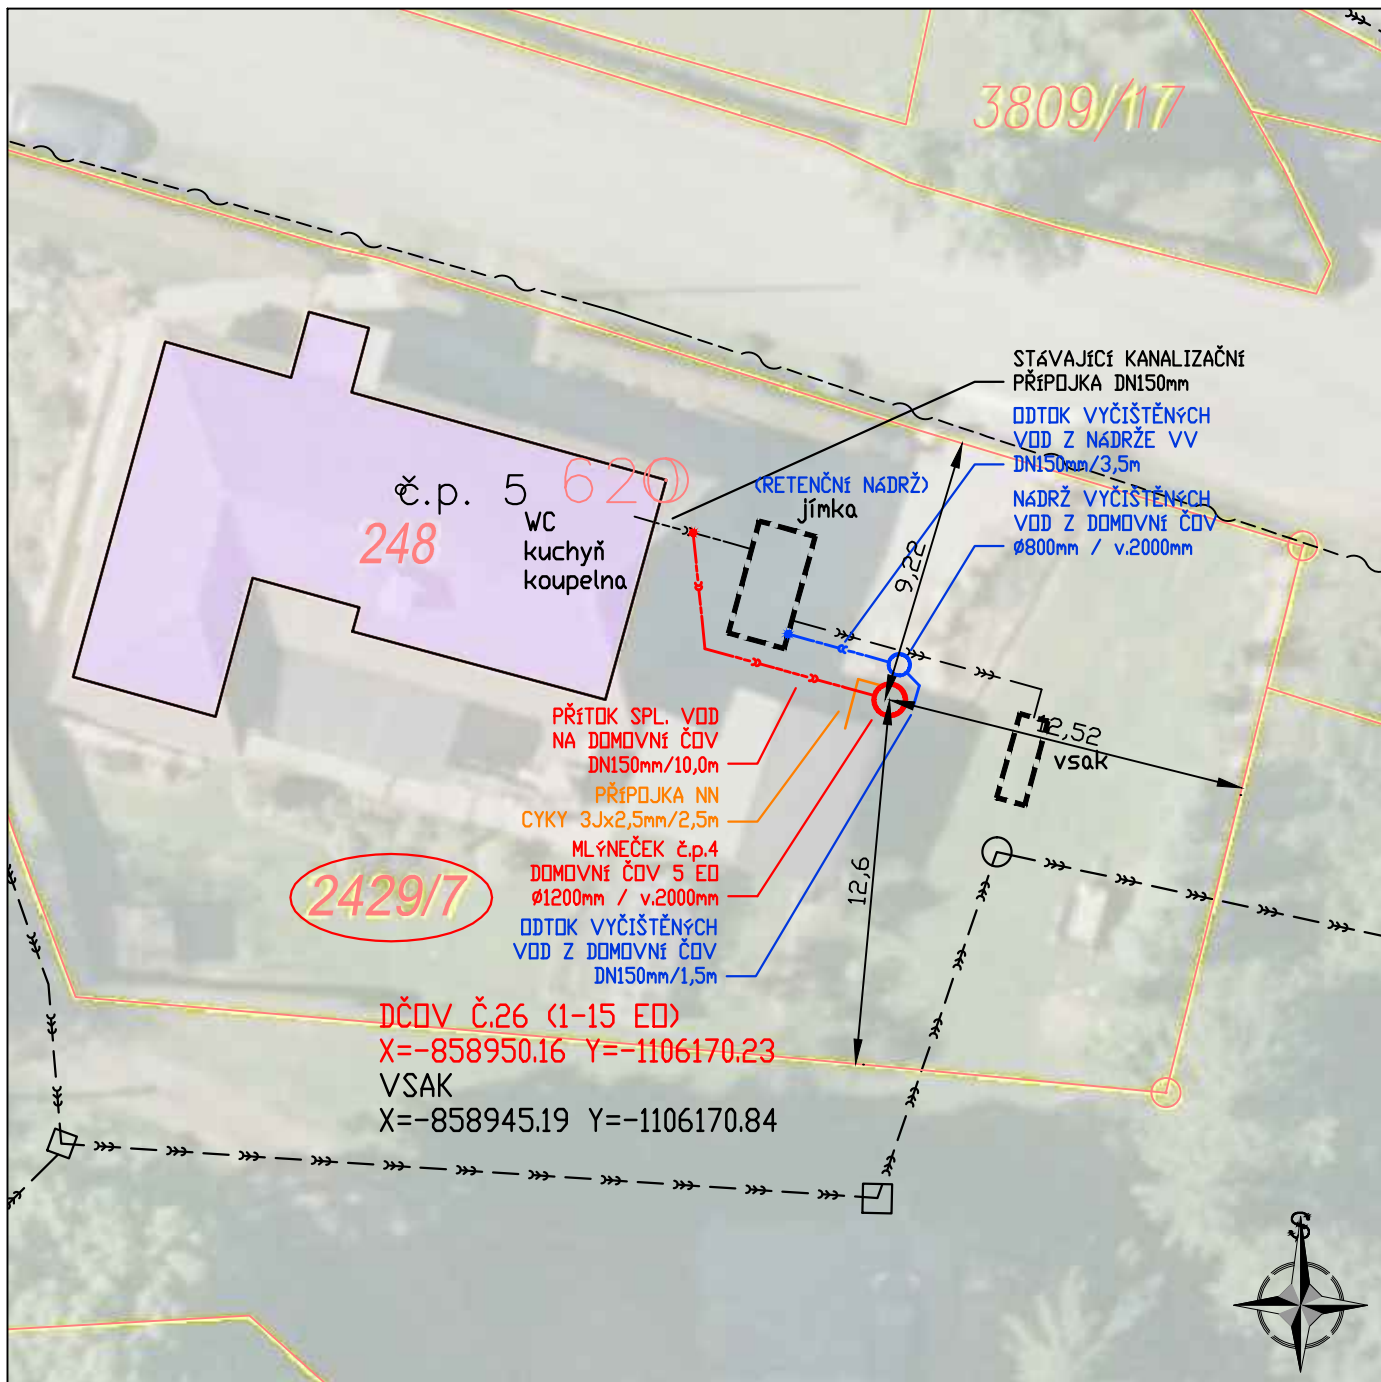 3809/17
STÁVAJÍCÍ KANALIZAČNÍ
PŘÍPOJKA DN150mm
ODTOK VYČIŠTĚNÝCH
VOD Z NÁDRŽE VV
DN150mm/3,5m
NÁDRŽ VYČIŠTĚNÝCH
VOD Z DOMOVNÍ ČOV
Ø800mm / v.2000mm
(RETENČNÍ NÁDRŽ)
jímka
č.p. 5
620
248
WC
kuchyň
koupelna
9,22
12,52
vsak
12,6
PŘÍTOK SPL. VOD
NA DOMOVNÍ ČOV
DN150mm/10,0m
PŘÍPOJKA NN
CYKY 3Jx2,5mm/2,5m
MLÝNEČEK č.p.4
DOMOVNÍ ČOV 5 EO
Ø1200mm / v.2000mm
ODTOK VYČIŠTĚNÝCH
VOD Z DOMOVNÍ ČOV
DN150mm/1,5m
2429/7
DČOV Č.26 (1-15 EO)
X=-858950.16 Y=-1106170.23
VSAK
X=-858945.19 Y=-1106170.84
S